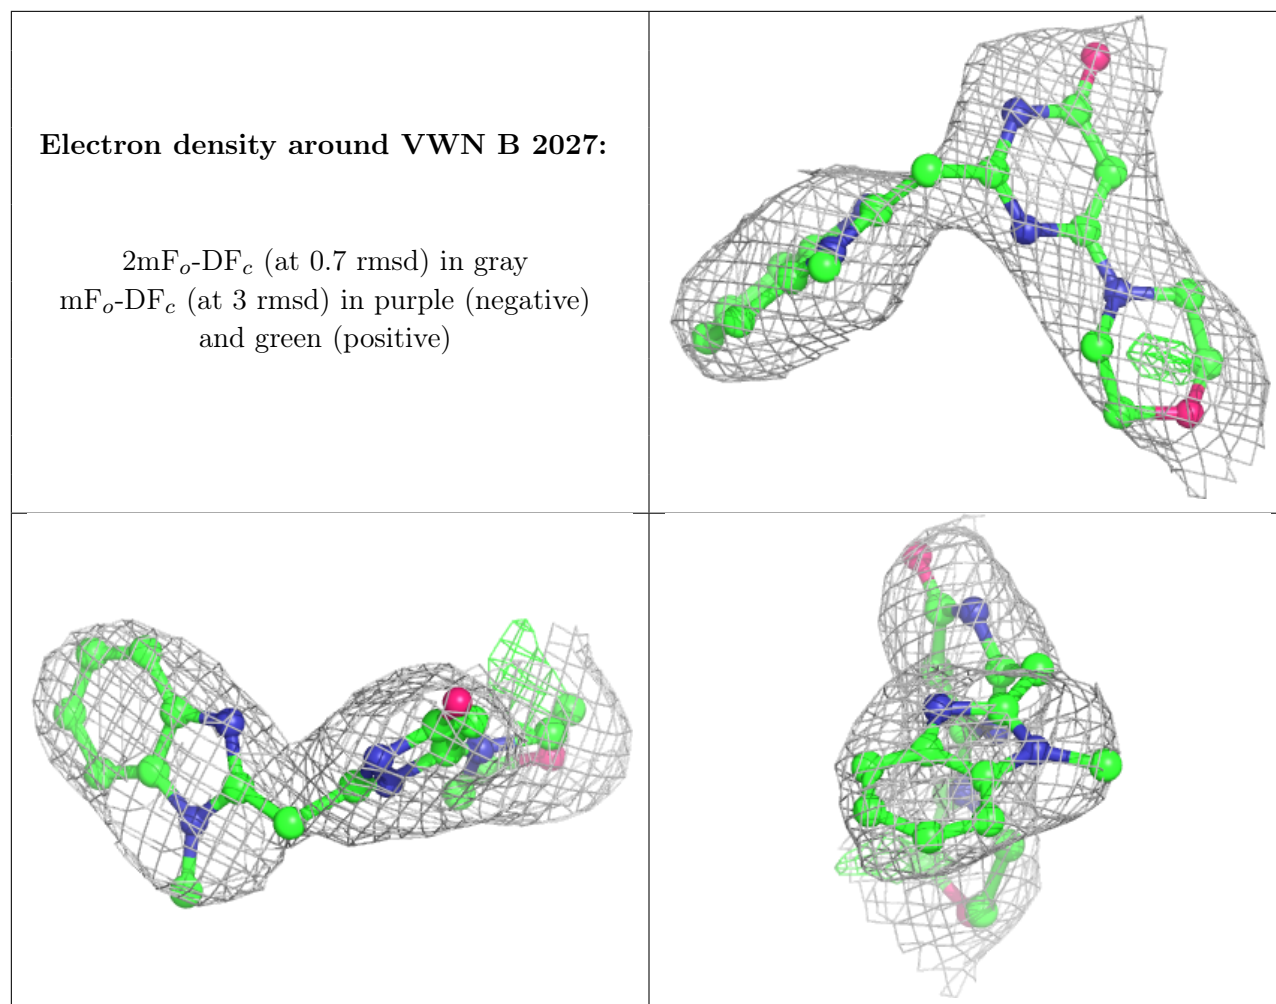 Electron density around VWN B 2027:
2mFo-DFc (at 0.7 rmsd) in gray
mFo-DFc (at 3 rmsd) in purple (negative)
and green (positive)